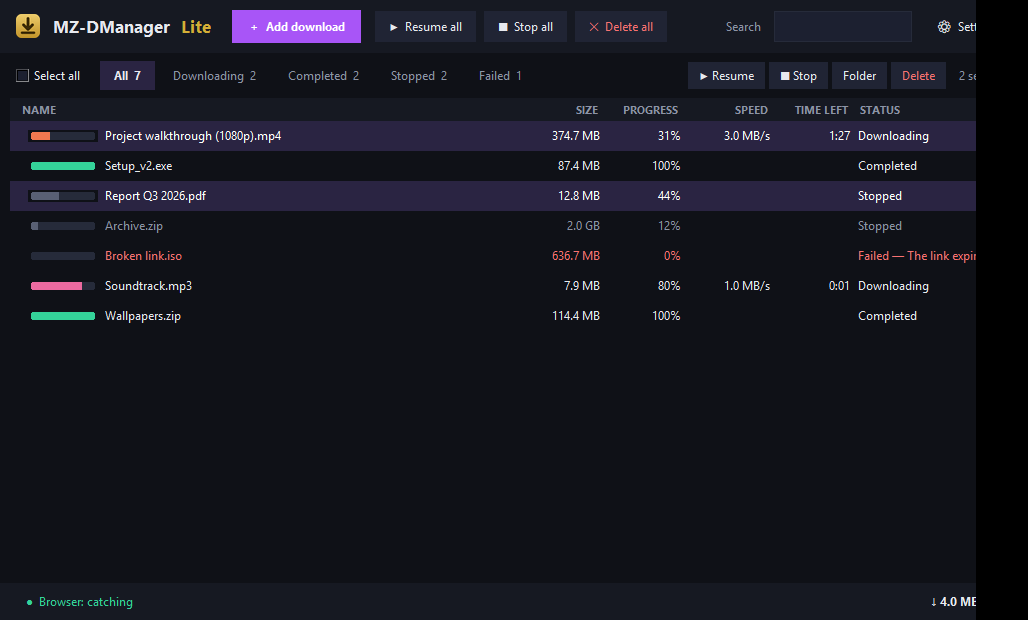 MZ-DManager Lite + Add download ▶ Resume all ■ Stop all ✕ Delete all Search Sett
Select all All 7 Downloading 2 Completed 2 Stopped 2 Failed 1 ▶ Resume ■ Stop Folder Delete 2 se
NAME SIZE PROGRESS SPEED TIME LEFT STATUS
Project walkthrough (1080p).mp4 374.7 MB 31% 3.0 MB/s 1:27 Downloading
Setup_v2.exe 87.4 MB 100% Completed
Report Q3 2026.pdf 12.8 MB 44% Stopped
Archive.zip 2.0 GB 12% Stopped
Broken link.iso 636.7 MB 0% Failed — The link expir
Soundtrack.mp3 7.9 MB 80% 1.0 MB/s 0:01 Downloading
Wallpapers.zip 114.4 MB 100% Completed
● Browser: catching ↓ 4.0 MB